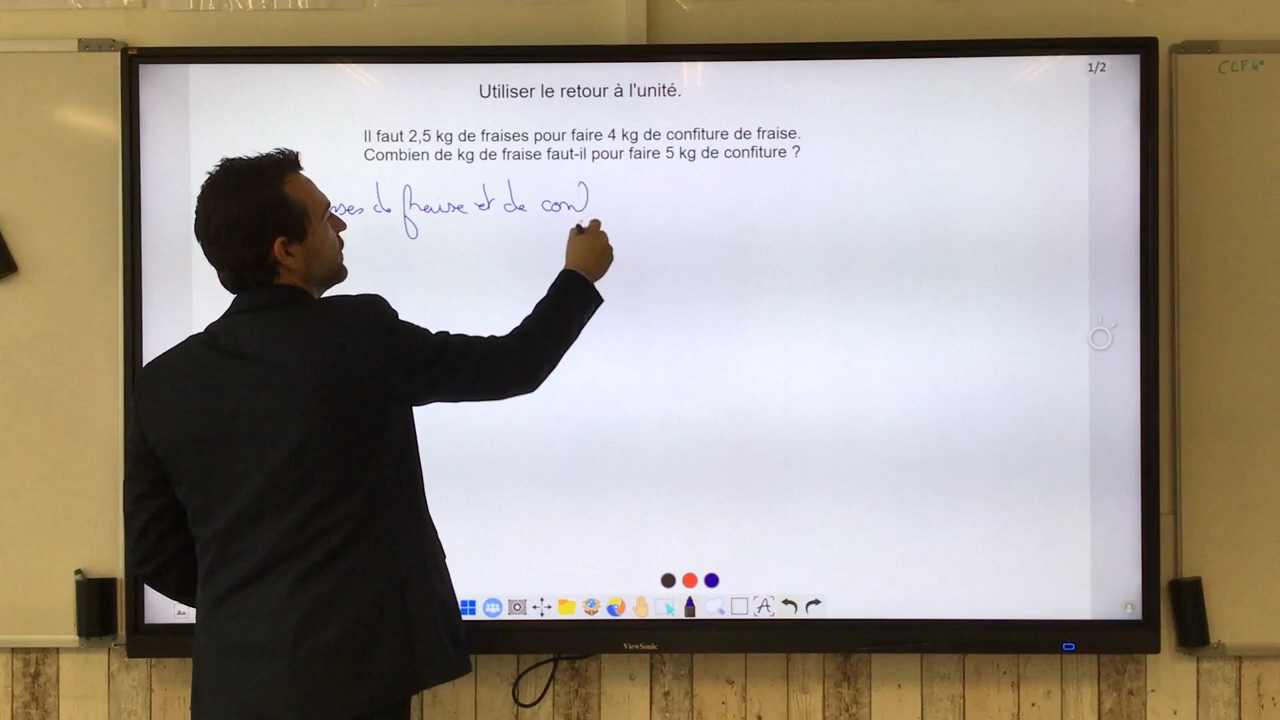 CCF 4°
1/2
Utiliser le retour à l'unité.
Il faut 2,5 kg de fraises pour faire 4 kg de confiture de fraise.
Combien de kg de fraise faut-il pour faire 5 kg de confiture ?
de fraise et de con
ViewSonic